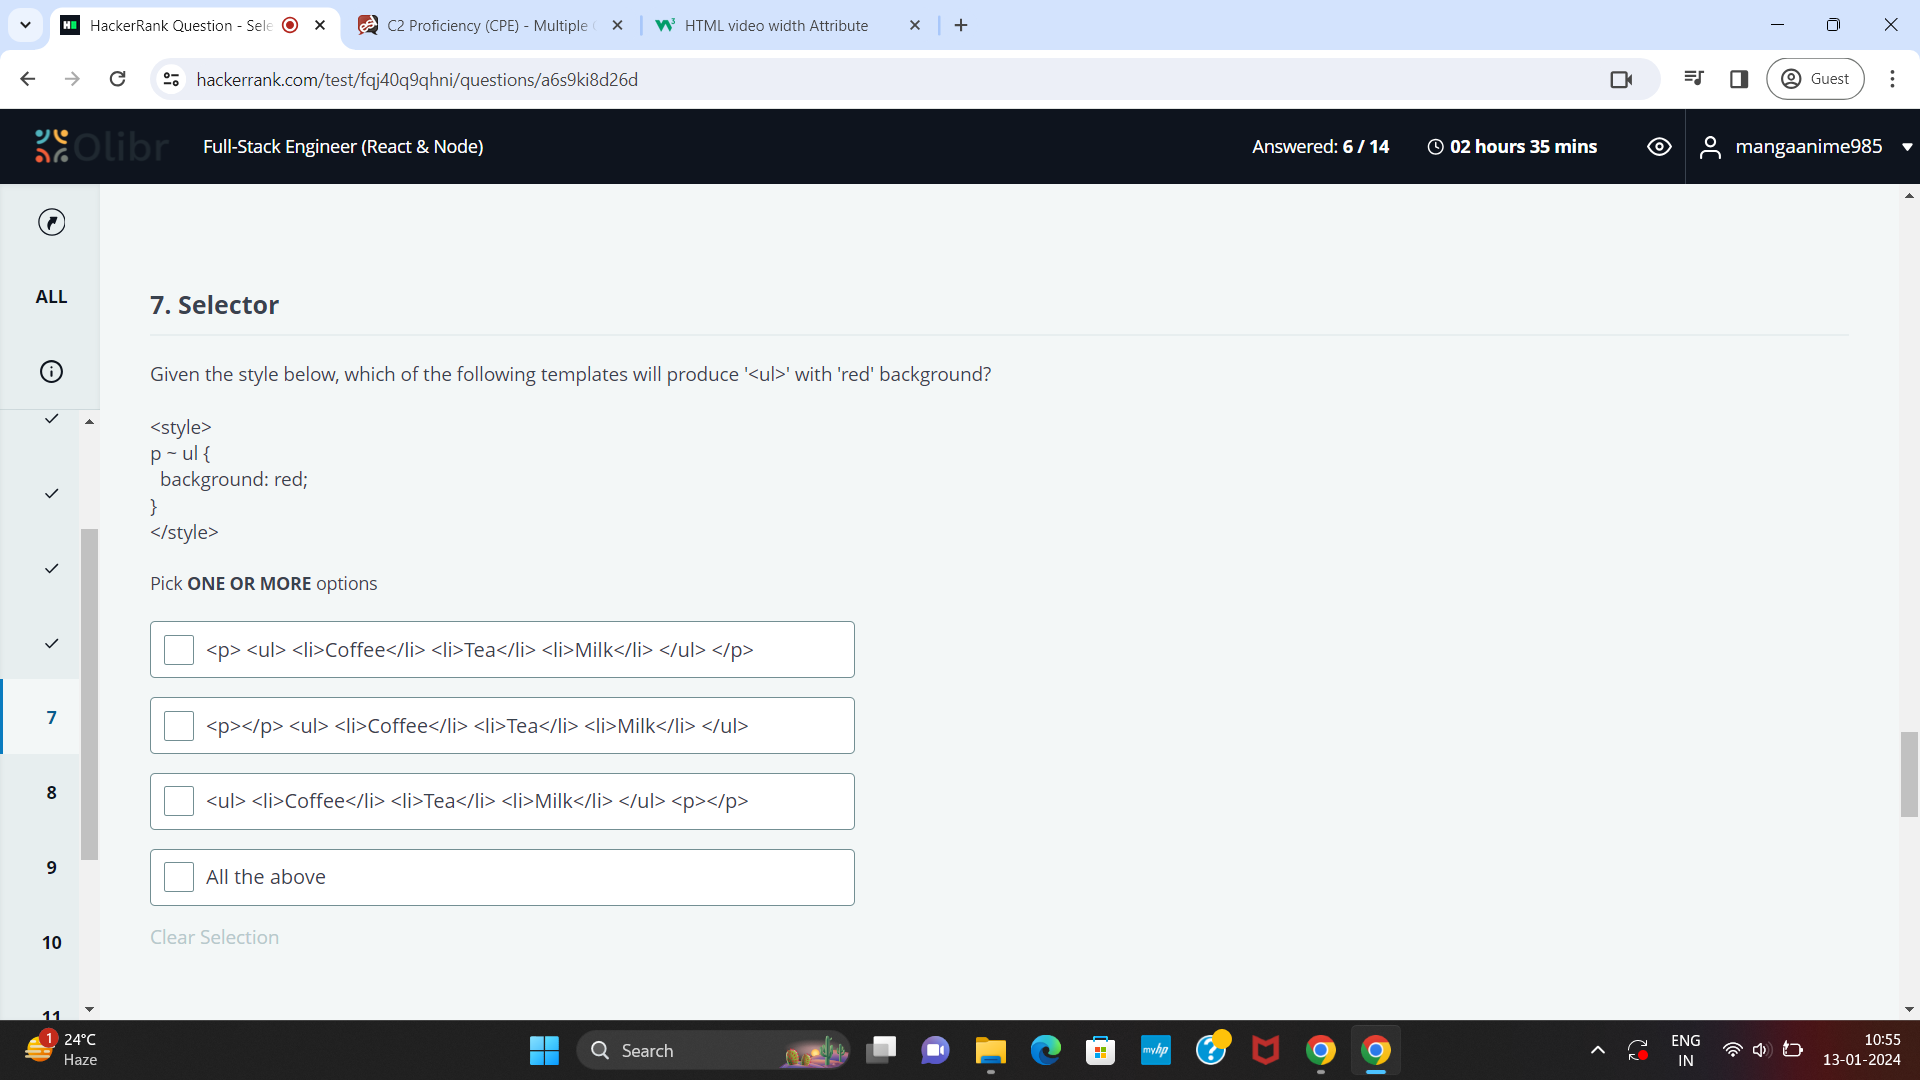 HackerRank Question - Sele
C2 Proficiency (CPE) - Multiple
HTML video width Attribute
hackerrank.com/test/fqj40q9qhni/questions/a6s9ki8d26d
Guest
Olibr
Full-Stack Engineer (React & Node)
Answered: 6 / 14
02 hours 35 mins
mangaanime985
ALL
7. Selector
Given the style below, which of the following templates will produce '<ul>' with 'red' background?
<style>
p ~ ul {
background: red;
}
</style>
Pick ONE OR MORE options
<p> <ul> <li>Coffee</li> <li>Tea</li> <li>Milk</li> </ul> </p>
<p></p> <ul> <li>Coffee</li> <li>Tea</li> <li>Milk</li> </ul>
<ul> <li>Coffee</li> <li>Tea</li> <li>Milk</li> </ul> <p></p>
All the above
Clear Selection
7
8
9
10
11
1
24°C
Haze
Search
myhp
ENG
IN
10:55
13-01-2024